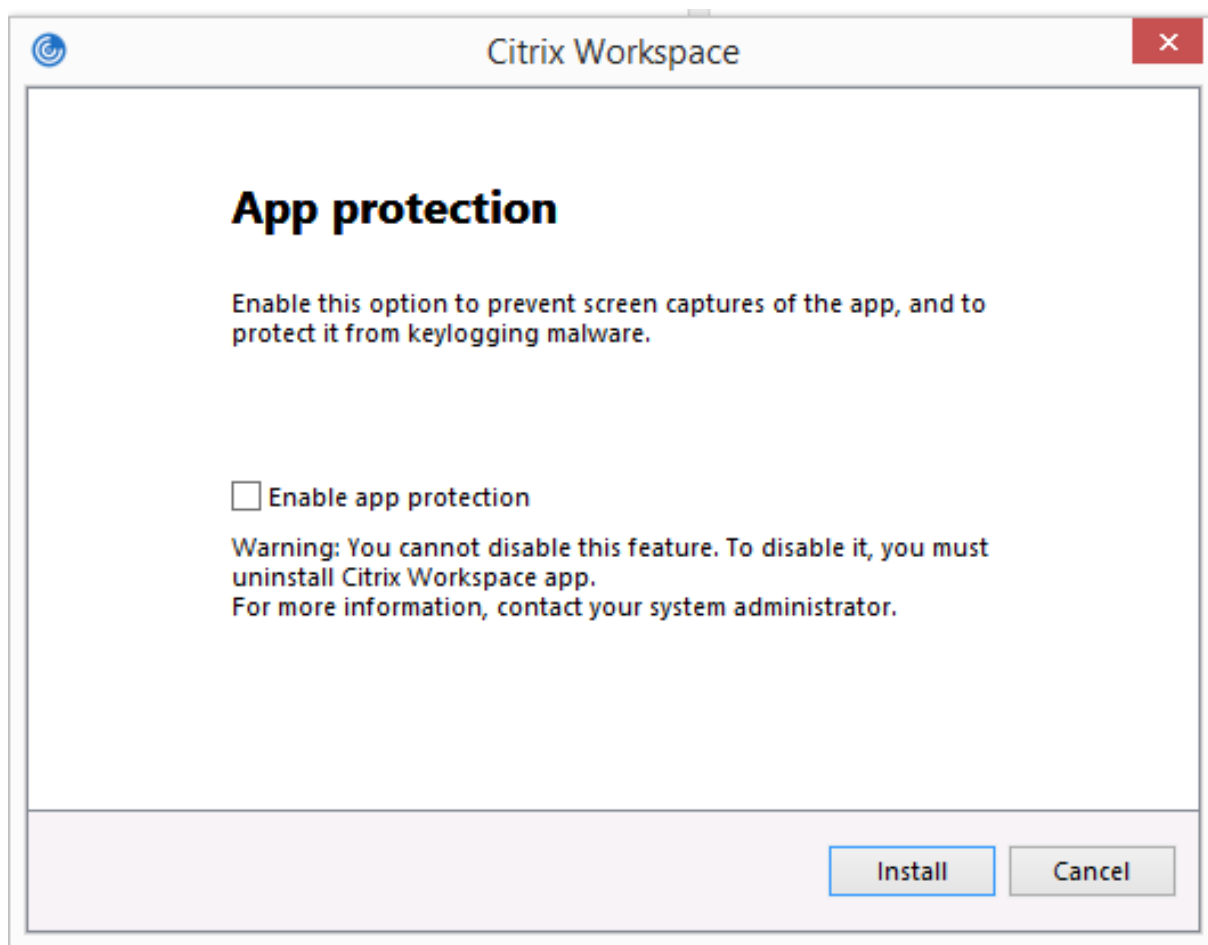 Citrix Workspace
App protection
Enable this option to prevent screen captures of the app, and to
protect it from keylogging malware.
Enable app protection
Warning: You cannot disable this feature. To disable it, you must
uninstall Citrix Workspace app.
For more information, contact your system administrator.
Install
Cancel